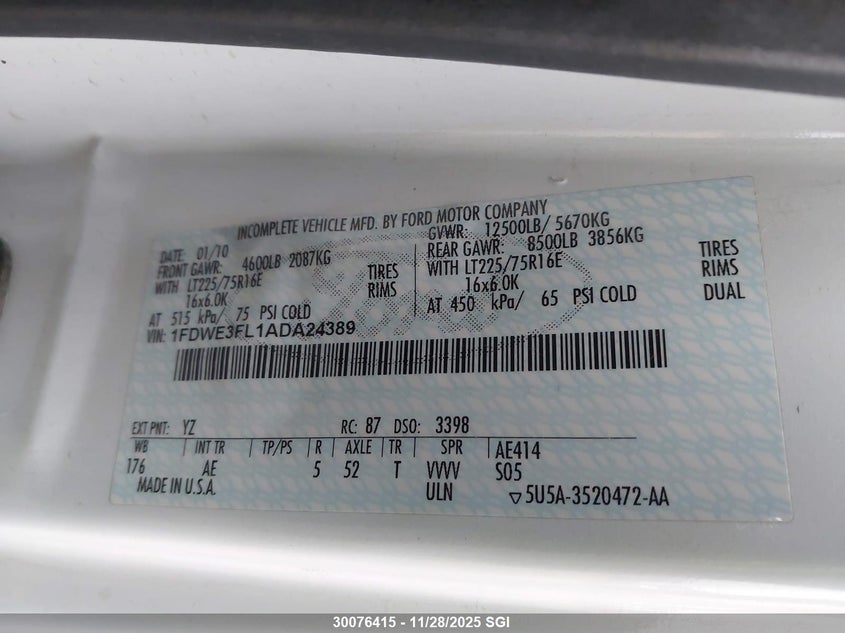 INCOMPLETE VEHICLE MFD. BY FORD MOTOR COMPANY
DATE: 01/10
GVWR: 12500LB/ 5670KG
FRONT GAWR: 4600LB 2087KG
REAR GAWR: 8500LB 3856KG
WITH LT225/75R16E TIRES
WITH LT225/75R16E TIRES
16x6.0K RIMS
16x6.0K RIMS
AT 515 kPa/ 75 PSI COLD
AT 450 kPa/ 65 PSI COLD DUAL
VIN: 1FDWE3FL1ADA24389
EXT PNT: YZ RC: 87 DSO: 3398
WB INT TR TP/PS R AXLE TR SPR AE414
176 AE 5 52 T VVVV S05
MADE IN U.S.A. ULN ▽5U5A-3520472-AA
30076415 - 11/28/2025 SGI